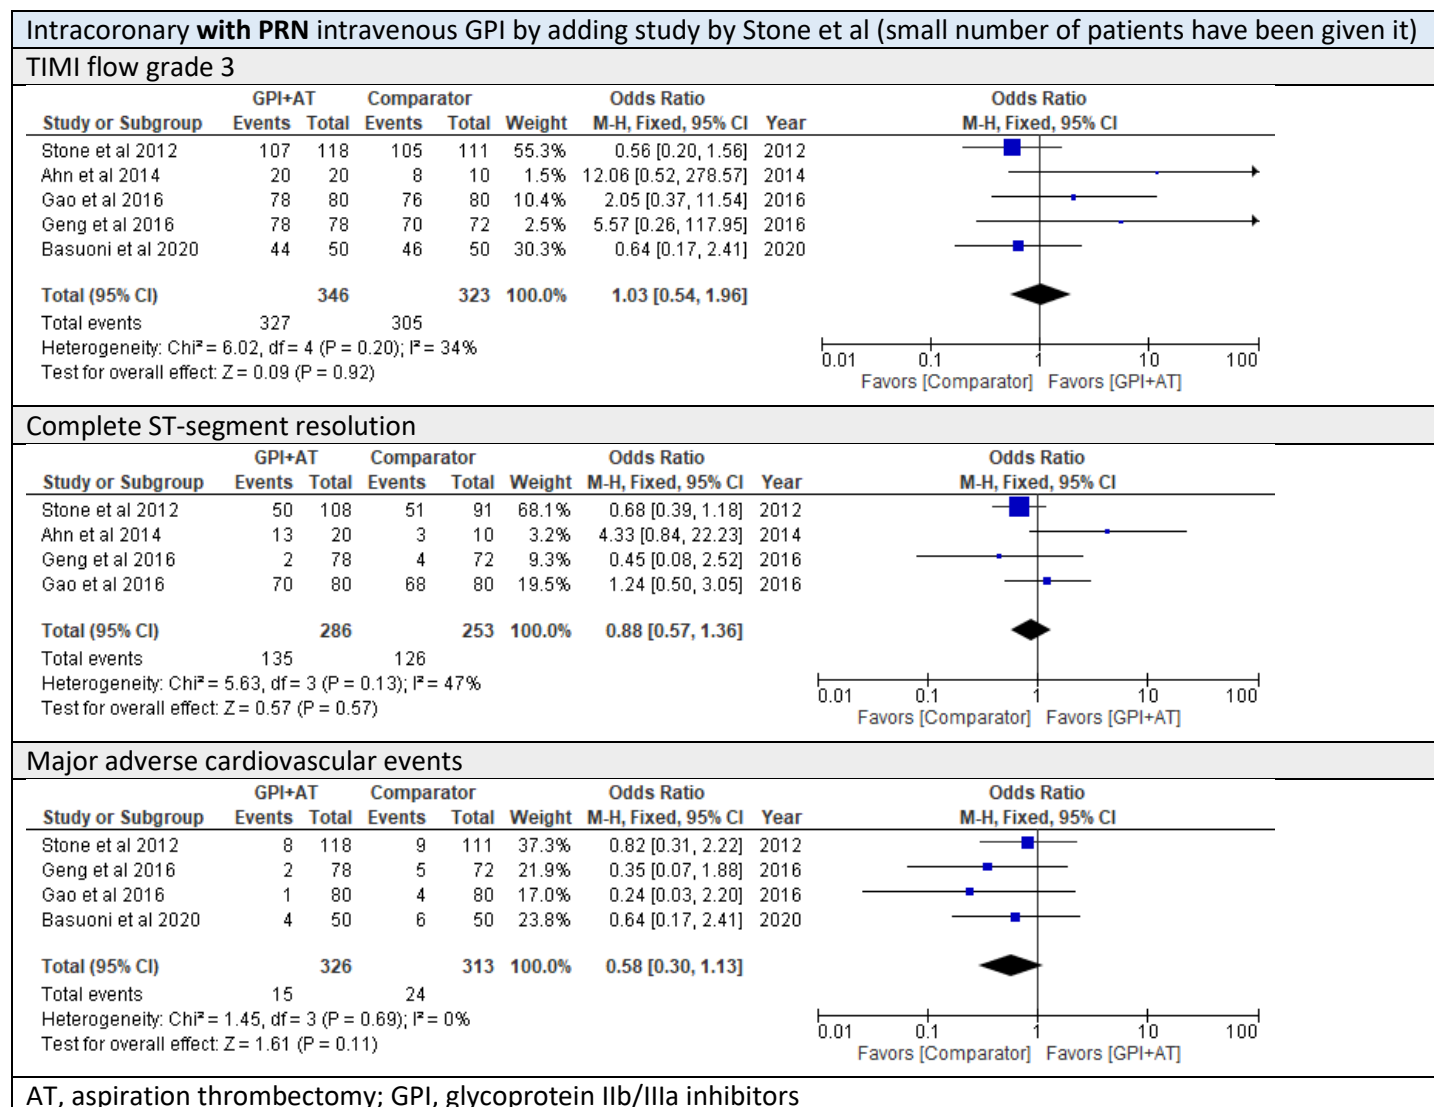 Intracoronary with PRN intravenous GPI by adding study by Stone et al (small number of patients have been given it)
TIMI flow grade 3
GPI+AT Comparator Odds Ratio Odds Ratio
Study or Subgroup Events Total Events Total Weight M-H, Fixed, 95% CI Year M-H, Fixed, 95% CI
Stone et al 2012 107 118 105 111 55.3% 0.56 [0.20, 1.56] 2012
Ahn et al 2014 20 20 8 10 1.5% 12.06 [0.52, 278.57] 2014
Gao et al 2016 78 80 76 80 10.4% 2.05 [0.37, 11.54] 2016
Geng et al 2016 78 78 70 72 2.5% 5.57 [0.26, 117.95] 2016
Basuoni et al 2020 44 50 46 50 30.3% 0.64 [0.17, 2.41] 2020
Total (95% CI) 346 323 100.0% 1.03 [0.54, 1.96]
Total events 327 305
Heterogeneity: Chi² = 6.02, df = 4 (P = 0.20); I² = 34%
Test for overall effect: Z = 0.09 (P = 0.92)
0.01 0.1 1 10 100
Favors [Comparator] Favors [GPI+AT]
Complete ST-segment resolution
GPI+AT Comparator Odds Ratio Odds Ratio
Study or Subgroup Events Total Events Total Weight M-H, Fixed, 95% CI Year M-H, Fixed, 95% CI
Stone et al 2012 50 108 51 91 68.1% 0.68 [0.39, 1.18] 2012
Ahn et al 2014 13 20 3 10 3.2% 4.33 [0.84, 22.23] 2014
Geng et al 2016 2 78 4 72 9.3% 0.45 [0.08, 2.52] 2016
Gao et al 2016 70 80 68 80 19.5% 1.24 [0.50, 3.05] 2016
Total (95% CI) 286 253 100.0% 0.88 [0.57, 1.36]
Total events 135 126
Heterogeneity: Chi² = 5.63, df = 3 (P = 0.13); I² = 47%
Test for overall effect: Z = 0.57 (P = 0.57)
0.01 0.1 1 10 100
Favors [Comparator] Favors [GPI+AT]
Major adverse cardiovascular events
GPI+AT Comparator Odds Ratio Odds Ratio
Study or Subgroup Events Total Events Total Weight M-H, Fixed, 95% CI Year M-H, Fixed, 95% CI
Stone et al 2012 8 118 9 111 37.3% 0.82 [0.31, 2.22] 2012
Geng et al 2016 2 78 5 72 21.9% 0.35 [0.07, 1.88] 2016
Gao et al 2016 1 80 4 80 17.0% 0.24 [0.03, 2.20] 2016
Basuoni et al 2020 4 50 6 50 23.8% 0.64 [0.17, 2.41] 2020
Total (95% CI) 326 313 100.0% 0.58 [0.30, 1.13]
Total events 15 24
Heterogeneity: Chi² = 1.45, df = 3 (P = 0.69); I² = 0%
Test for overall effect: Z = 1.61 (P = 0.11)
0.01 0.1 1 10 100
Favors [Comparator] Favors [GPI+AT]
AT, aspiration thrombectomy; GPI, glycoprotein IIb/IIIa inhibitors